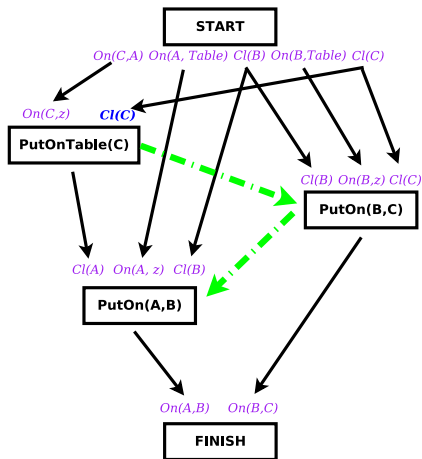 START
On(C,A) On(A, Table) Cl(B) On(B,Table) Cl(C)
On(C,z) Cl(C)
PutOnTable(C)
Cl(B) On(B,z) Cl(C)
PutOn(B,C)
Cl(A) On(A, z) Cl(B)
PutOn(A,B)
On(A,B) On(B,C)
FINISH